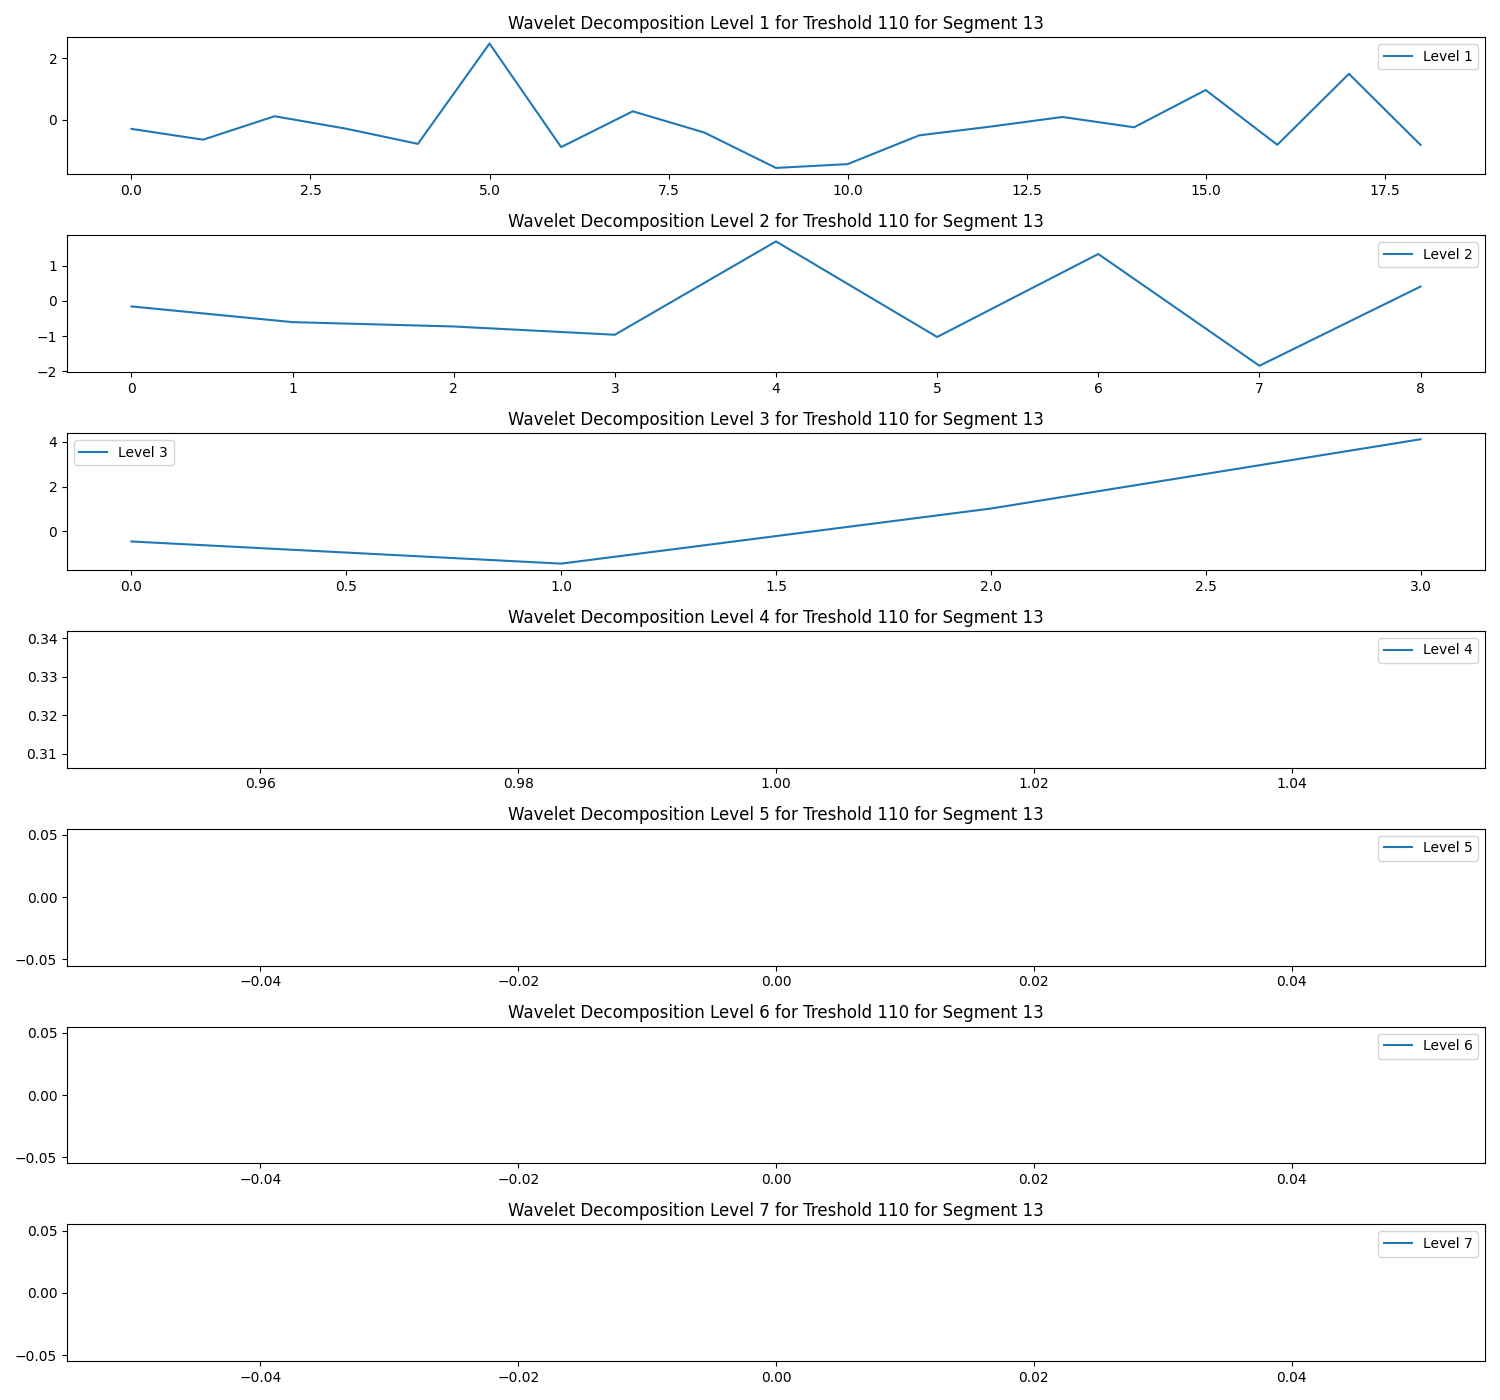 Wavelet Decomposition Level 1 for Treshold 110 for Segment 13
2
0
Level 1
0.0 2.5 5.0 7.5 10.0 12.5 15.0 17.5
Wavelet Decomposition Level 2 for Treshold 110 for Segment 13
1
0
−1
−2
Level 2
0 1 2 3 4 5 6 7 8
Wavelet Decomposition Level 3 for Treshold 110 for Segment 13
4
2
0
Level 3
0.0 0.5 1.0 1.5 2.0 2.5 3.0
Wavelet Decomposition Level 4 for Treshold 110 for Segment 13
0.34
0.33
0.32
0.31
Level 4
0.96 0.98 1.00 1.02 1.04
Wavelet Decomposition Level 5 for Treshold 110 for Segment 13
0.05
0.00
−0.05
Level 5
−0.04 −0.02 0.00 0.02 0.04
Wavelet Decomposition Level 6 for Treshold 110 for Segment 13
0.05
0.00
−0.05
Level 6
−0.04 −0.02 0.00 0.02 0.04
Wavelet Decomposition Level 7 for Treshold 110 for Segment 13
0.05
0.00
−0.05
Level 7
−0.04 −0.02 0.00 0.02 0.04